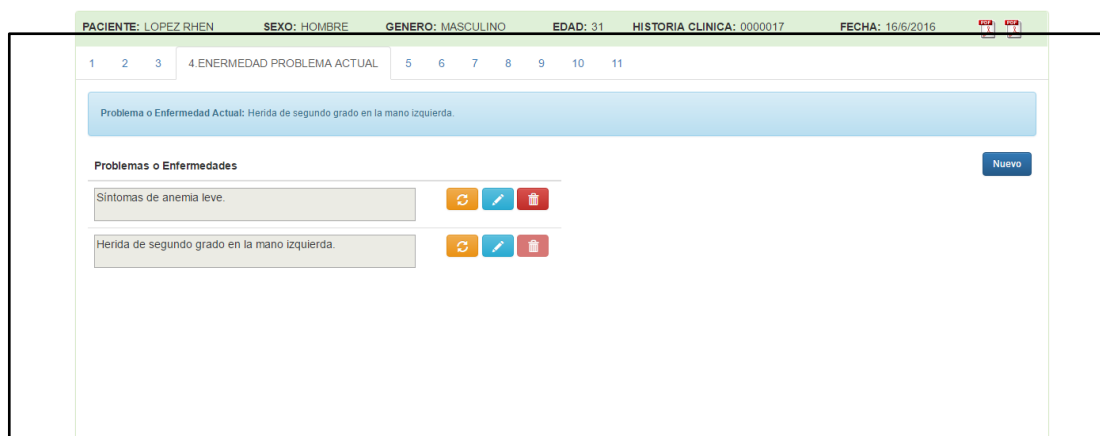 PACIENTE: LOPEZ RHEN SEXO: HOMBRE GENERO: MASCULINO EDAD: 31 HISTORIA CLINICA: 0000017 FECHA: 16/6/2016 PDF PDF
1 2 3 4.ENERMEDAD PROBLEMA ACTUAL 5 6 7 8 9 10 11
Problema o Enfermedad Actual: Herida de segundo grado en la mano izquierda.
Problemas o Enfermedades Nuevo
Síntomas de anemia leve.
Herida de segundo grado en la mano izquierda.